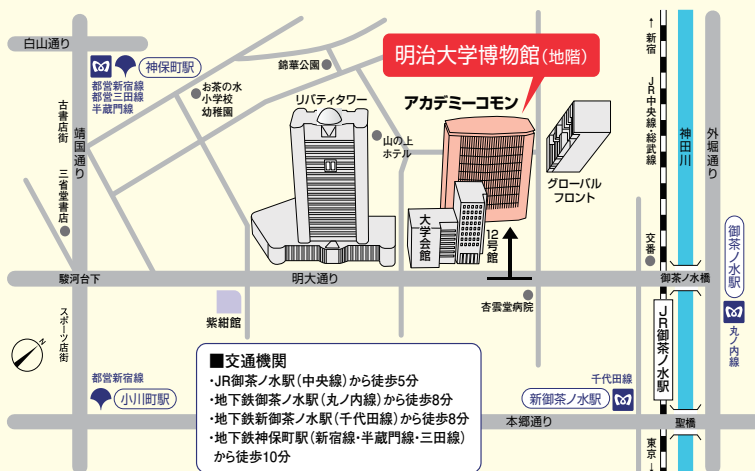 白山通り
神保町駅
都営新宿線
都営三田線
半蔵門線
お茶の水
小学校
幼稚園
錦華公園
リバティタワー
山の上
ホテル
明治大学博物館(地階)
アカデミーコモン
グローバル
フロント
大学会館
12号館
↑新宿
JR中央線・総武線
神田川
外堀通り
古書店街
靖国通り
三省堂書店
交番
御茶ノ水駅
丸ノ内線
駿河台下
明大通り
御茶ノ水橋
紫紺館
杏雲堂病院
スポーツ店街
N
JR御茶ノ水駅
都営新宿線
小川町駅
■交通機関
・JR御茶ノ水駅(中央線)から徒歩5分
・地下鉄御茶ノ水駅(丸ノ内線)から徒歩8分
・地下鉄新御茶ノ水駅(千代田線)から徒歩8分
・地下鉄神保町駅(新宿線・半蔵門線・三田線)
から徒歩10分
千代田線
新御茶ノ水駅
本郷通り
聖橋
東京↓